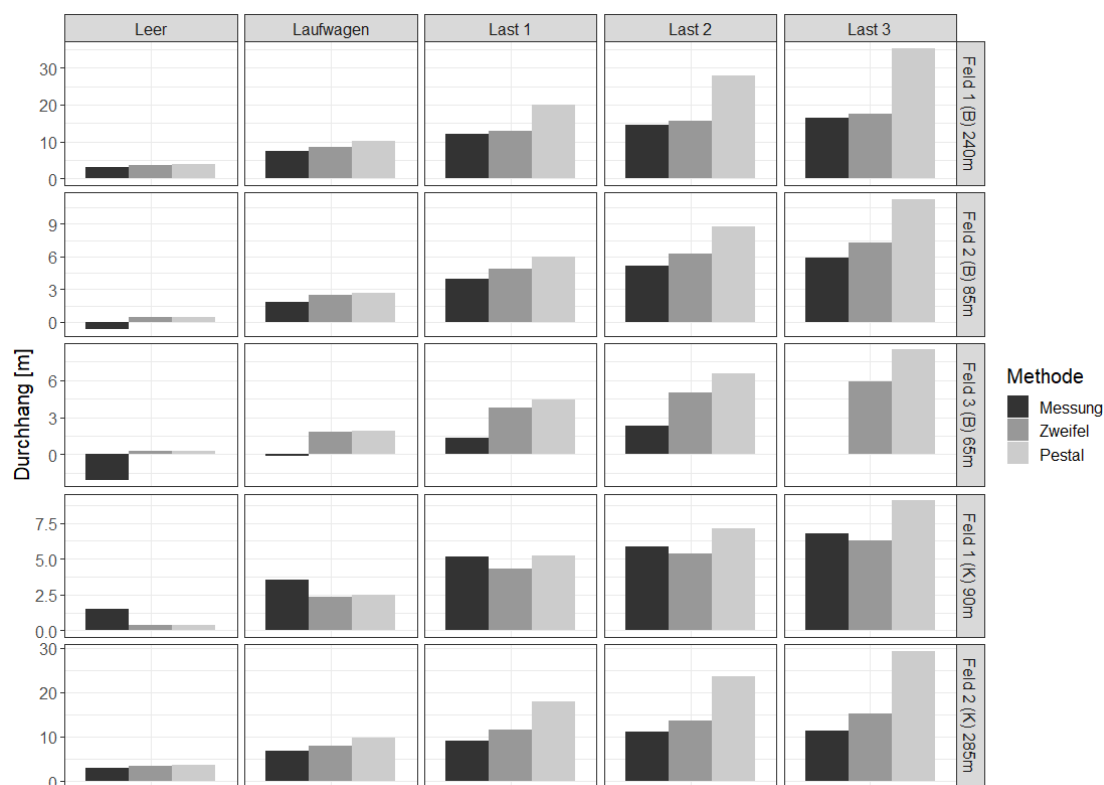 Leer Laufwagen Last 1 Last 2 Last 3
Durchhang [m]
30
20
10
0
Feld 1 (B) 240m
9
6
3
0
Feld 2 (B) 85m
6
3
0
Feld 3 (B) 65m
7.5
5.0
2.5
0.0
Feld 1 (K) 90m
30
20
10
0
Feld 2 (K) 285m
Methode
Messung
Zweifel
Pestal